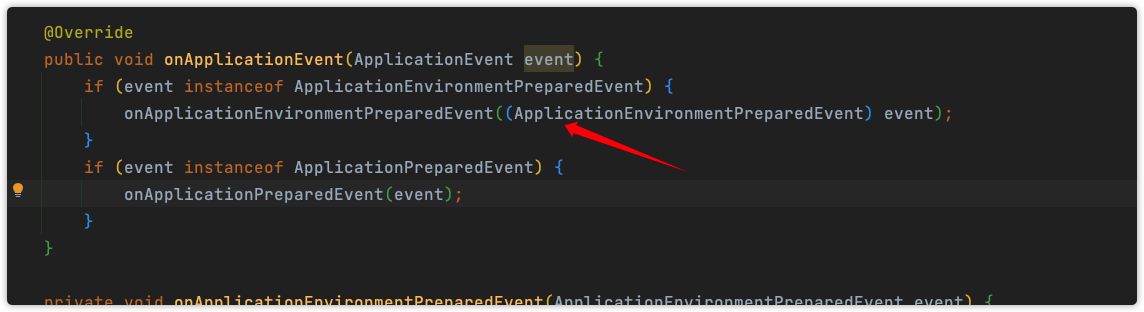 @Override
public void onApplicationEvent(ApplicationEvent event) {
if (event instanceof ApplicationEnvironmentPreparedEvent) {
onApplicationEnvironmentPreparedEvent((ApplicationEnvironmentPreparedEvent) event);
}
if (event instanceof ApplicationPreparedEvent) {
onApplicationPreparedEvent(event);
}
}
private void onApplicationEnvironmentPreparedEvent(ApplicationEnvironmentPreparedEvent event) {